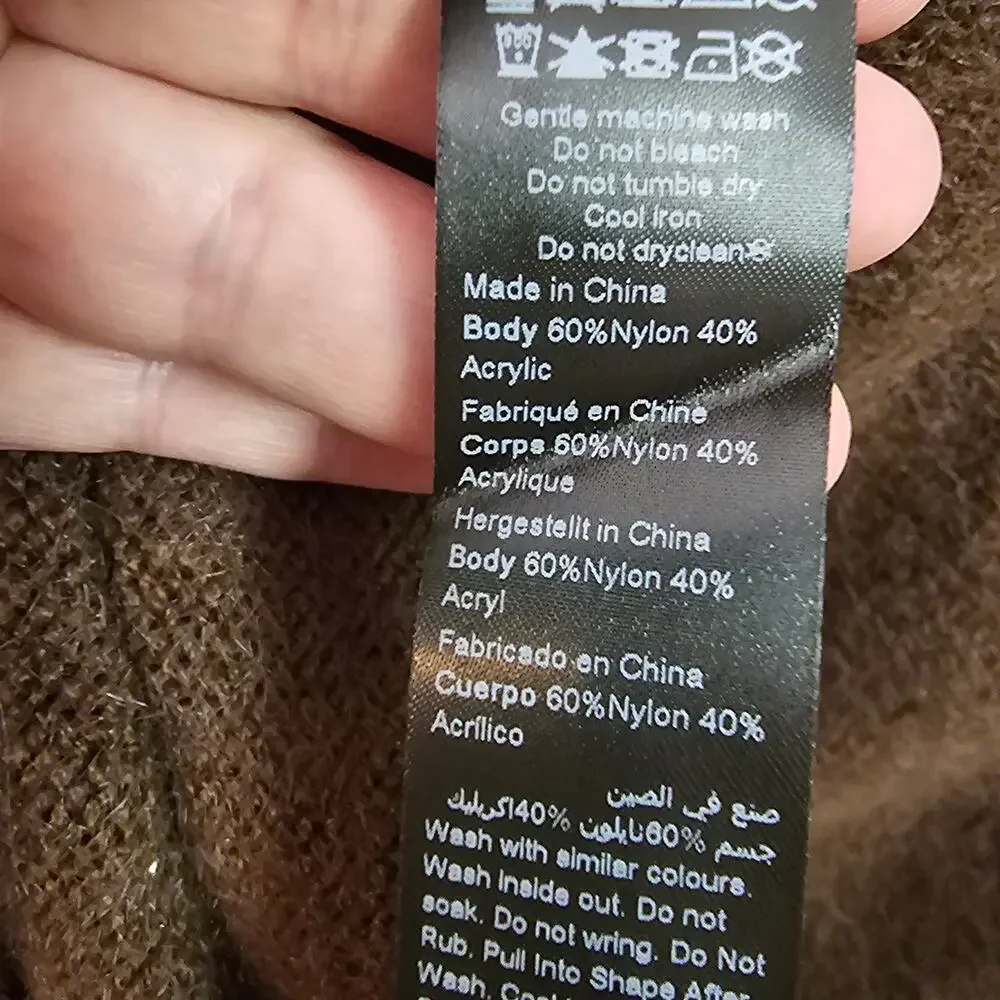 Gentle machine wash
Do not bleach
Do not tumble dry
Cool iron
Do not dryclean
Made in China
Body 60%Nylon 40%
Acrylic
Fabriqué en Chine
Corps 60%Nylon 40%
Acrylique
Hergestellt in China
Body 60%Nylon 40%
Acryl
Fabricado en China
Cuerpo 60%Nylon 40%
Acrílico
صنع في الصين
جسم 60%نايلون 40%اكريليك
Wash with similar colours.
Wash inside out. Do not
soak. Do not wring. Do Not
Rub. Pull Into Shape After
Wash.